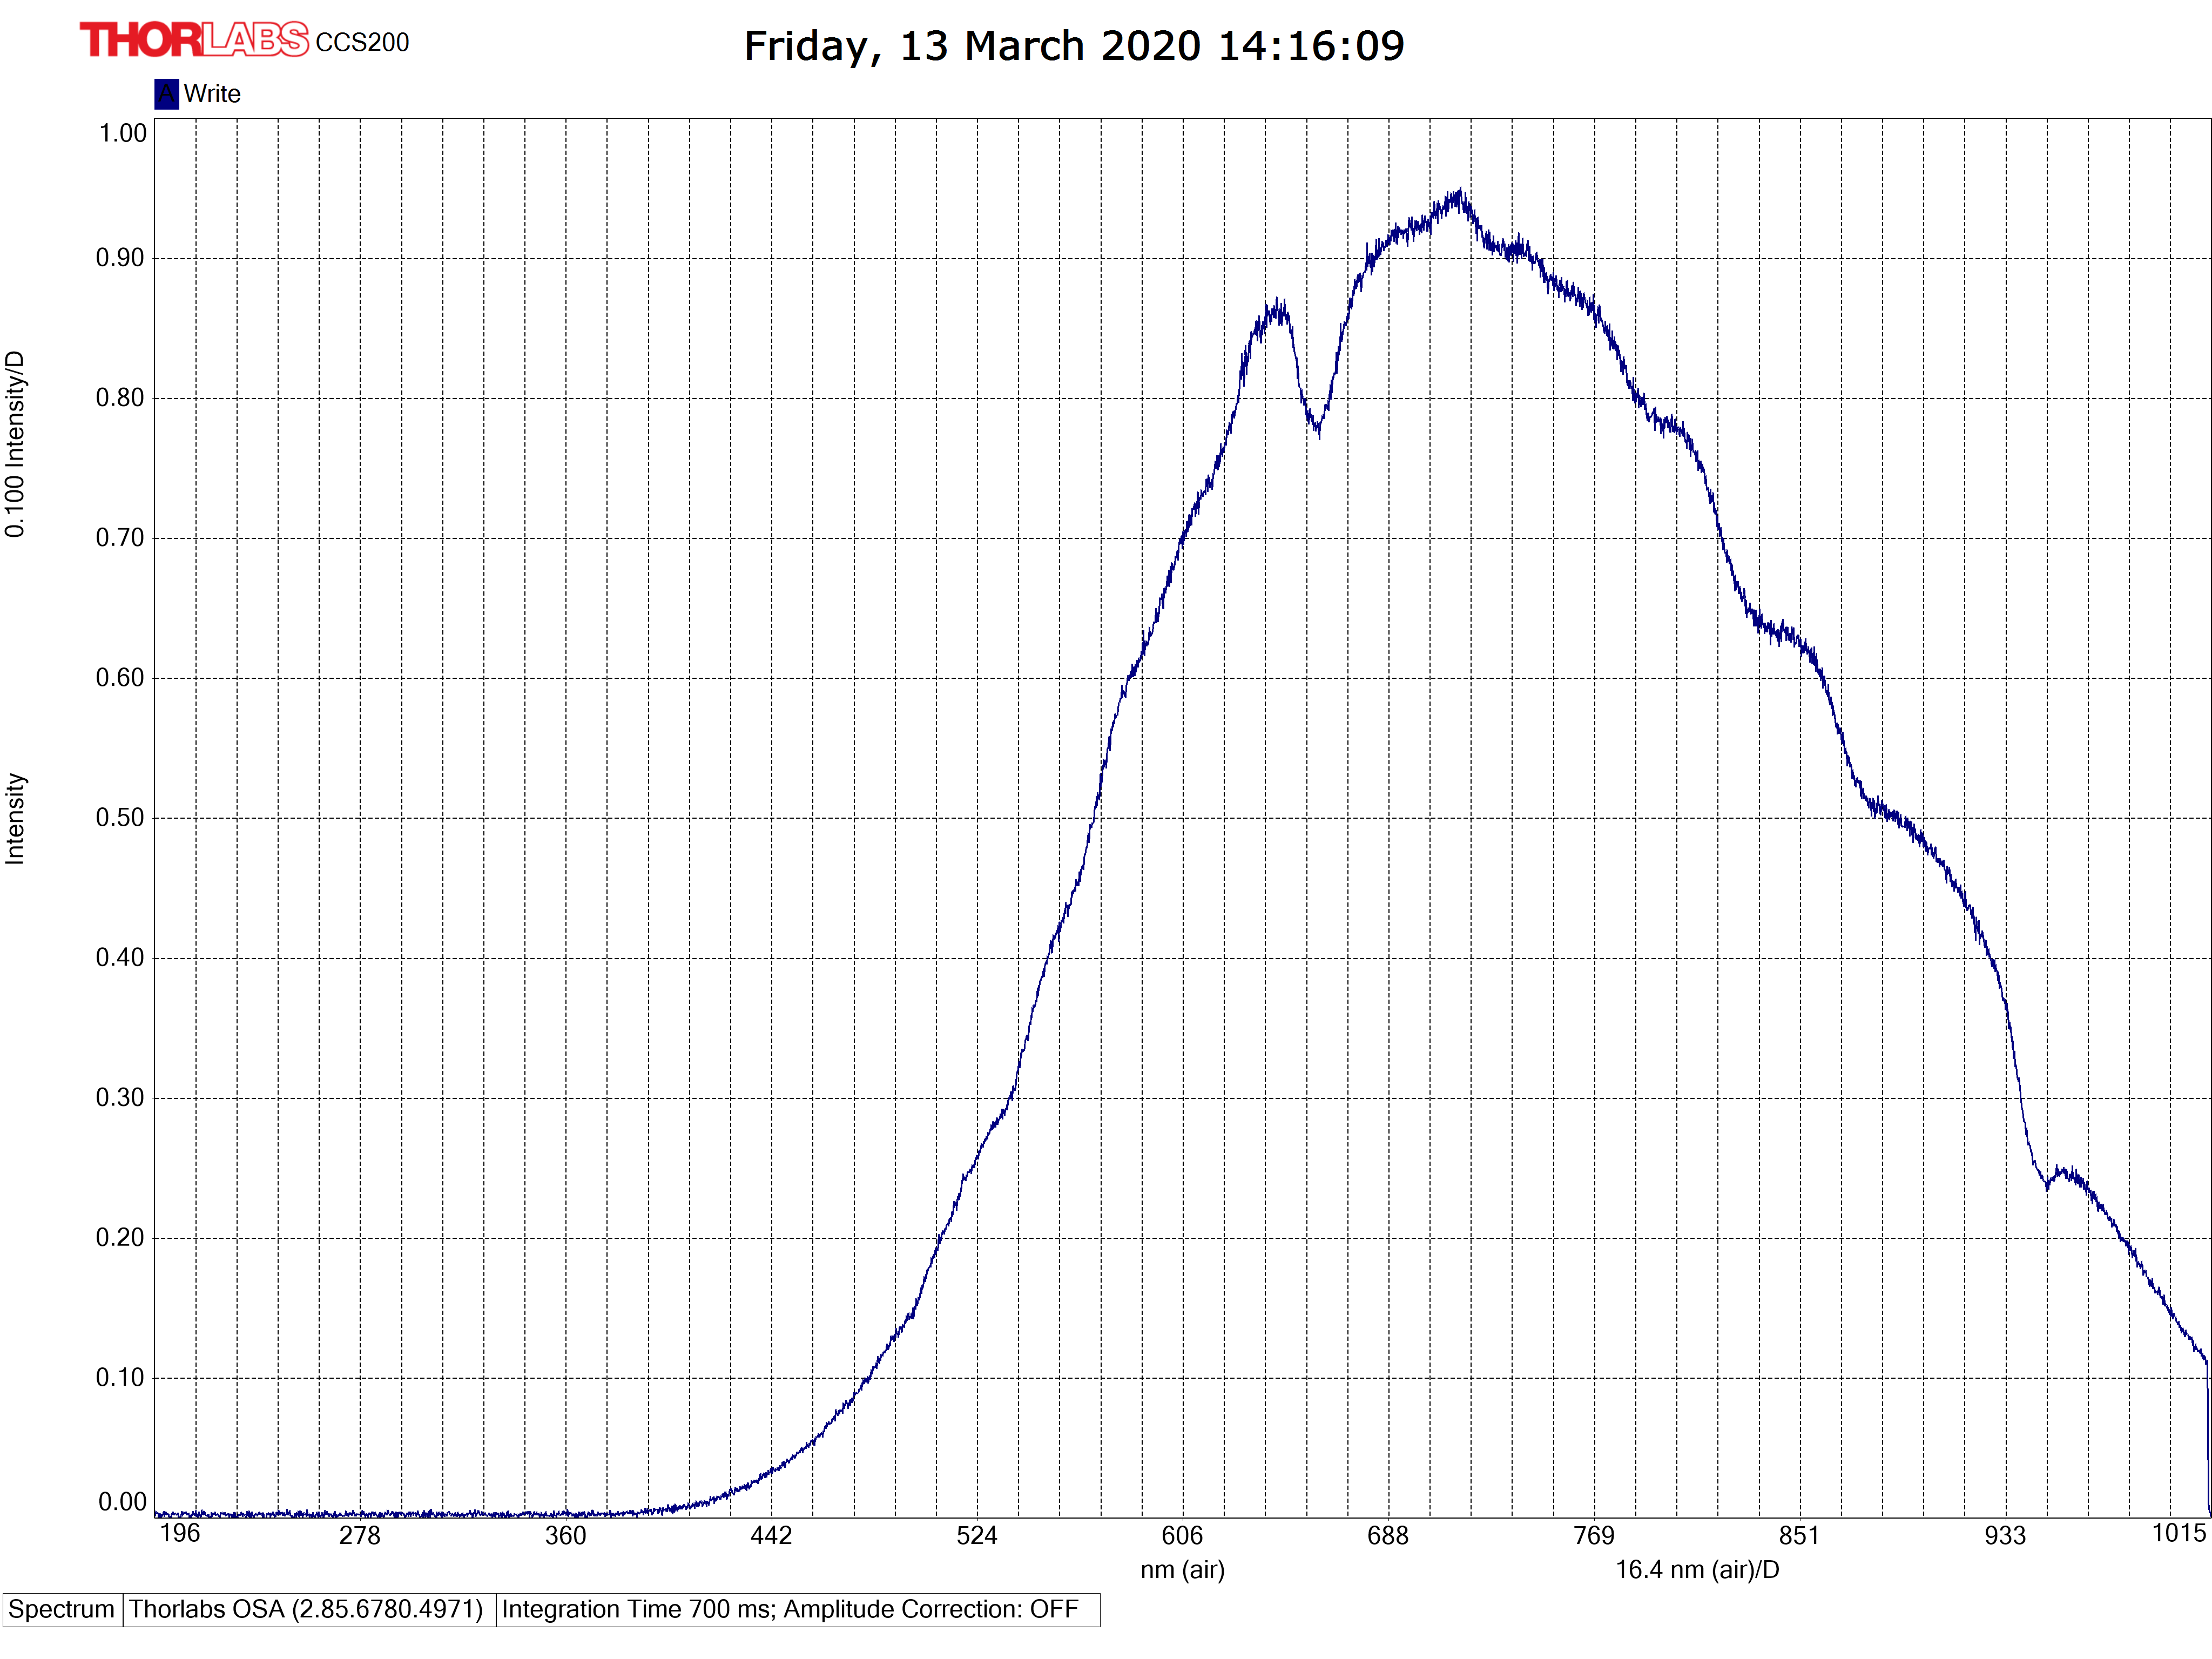 THORLABS CCS200
Friday, 13 March 2020 14:16:09
A Write
1.00
0.90
0.80
0.70
0.60
0.50
0.40
0.30
0.20
0.10
0.00
0.100 Intensity/D
Intensity
196 278 360 442 524 606 688 769 851 933 1015
nm (air) 16.4 nm (air)/D
Spectrum Thorlabs OSA (2.85.6780.4971) Integration Time 700 ms; Amplitude Correction: OFF